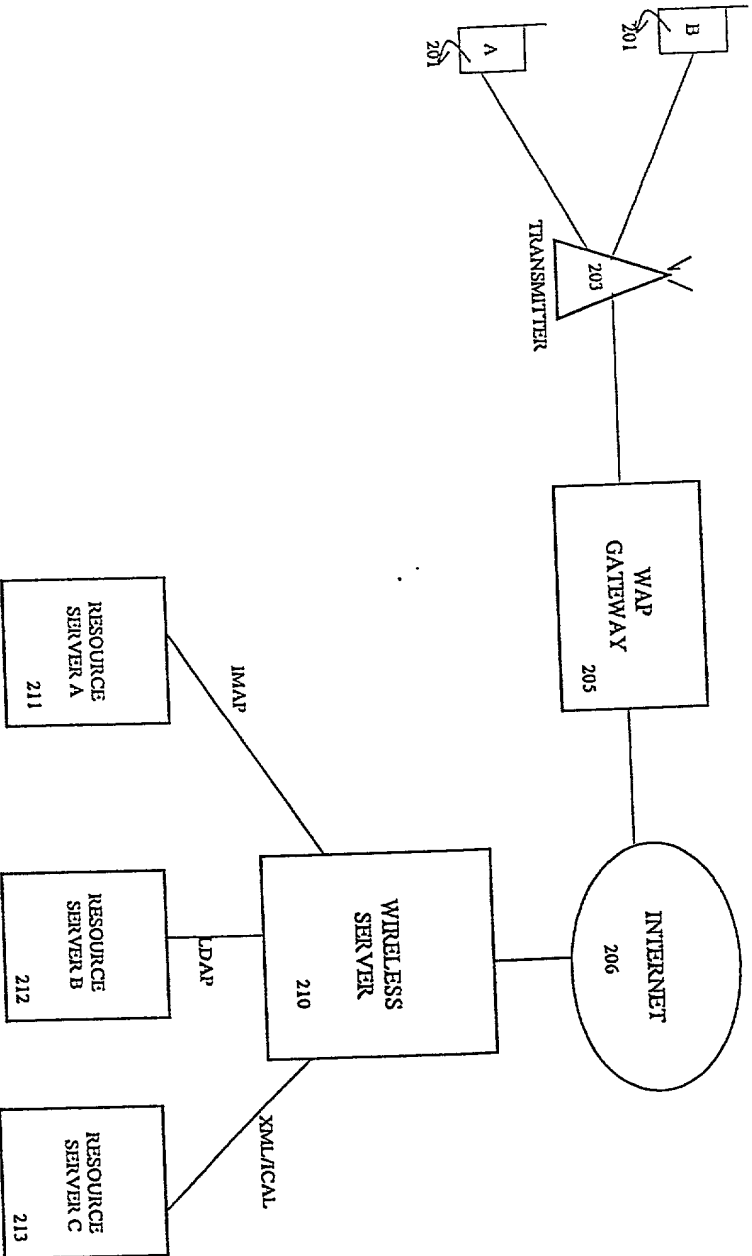 B
201
A
201
203
TRANSMITTER
WAP
GATEWAY
205
INTERNET
206
WIRELESS
SERVER
210
IMAP
LDAP
XML/ICAL
RESOURCE
SERVER A
211
RESOURCE
SERVER B
212
RESOURCE
SERVER C
213